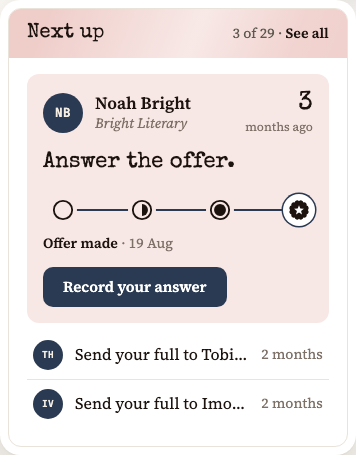 Next up
3 of 29 · See all
NB
Noah Bright
Bright Literary
3
months ago
Answer the offer.
Offer made · 19 Aug
Record your answer
TH
Send your full to Tobi...
2 months
IV
Send your full to Imo...
2 months